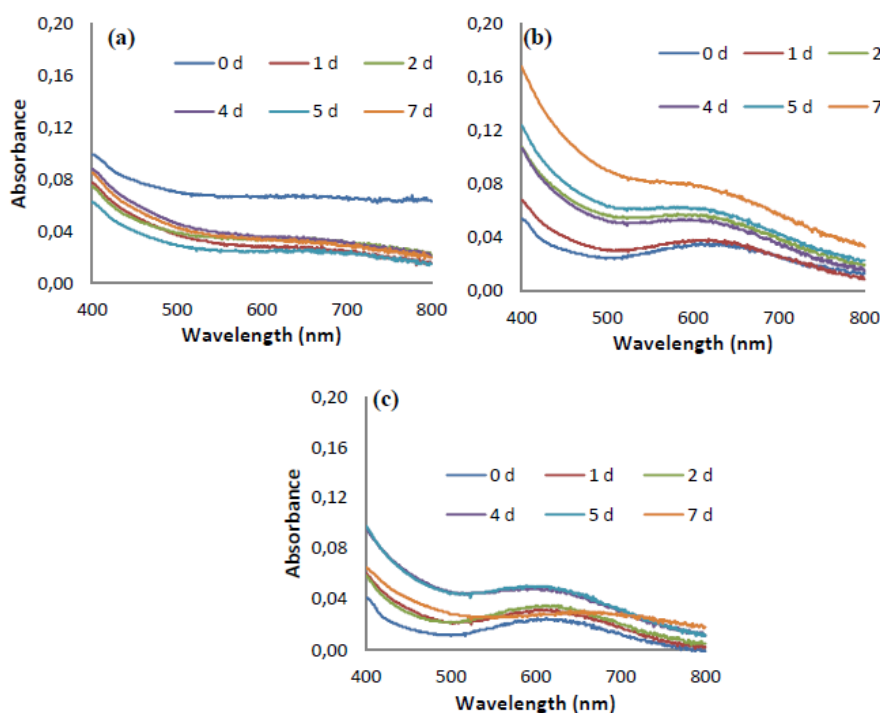 (a)
0,20
0,16
0,12
0,08
0,04
0,00
Absorbance
0 d 1 d 2 d
4 d 5 d 7 d
400 500 600 700 800
Wavelength (nm)
(b)
0,20
0,16
0,12
0,08
0,04
0,00
0 d 1 d 2
4 d 5 d 7
400 500 600 700 800
Wavelength (nm)
(c)
0,20
0,16
0,12
0,08
0,04
0,00
Absorbance
0 d 1 d 2 d
4 d 5 d 7 d
400 500 600 700 800
Wavelength (nm)